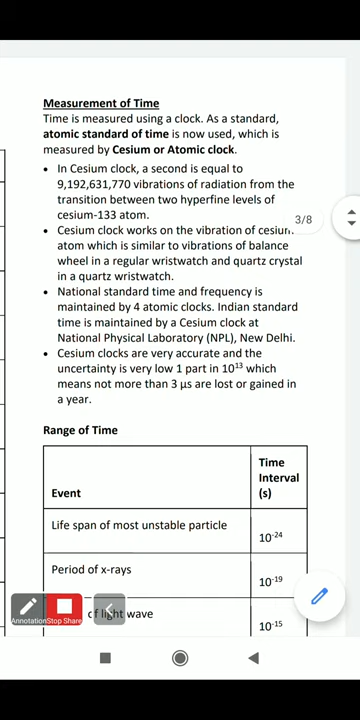 Measurement of Time
Time is measured using a clock. As a standard,
atomic standard of time is now used, which is
measured by Cesium or Atomic clock.
• In Cesium clock, a second is equal to
9,192,631,770 vibrations of radiation from the
transition between two hyperfine levels of
cesium-133 atom.
3/8
• Cesium clock works on the vibration of cesium
atom which is similar to vibrations of balance
wheel in a regular wristwatch and quartz crystal
in a quartz wristwatch.
• National standard time and frequency is
maintained by 4 atomic clocks. Indian standard
time is maintained by a Cesium clock at
National Physical Laboratory (NPL), New Delhi.
• Cesium clocks are very accurate and the
uncertainty is very low 1 part in 10¹³ which
means not more than 3 μs are lost or gained in
a year.
Range of Time
Event
Time
Interval
(s)
Life span of most unstable particle
10⁻²⁴
Period of x-rays
10⁻¹⁹
of light wave
10⁻¹⁵
Annotation
Stop Share